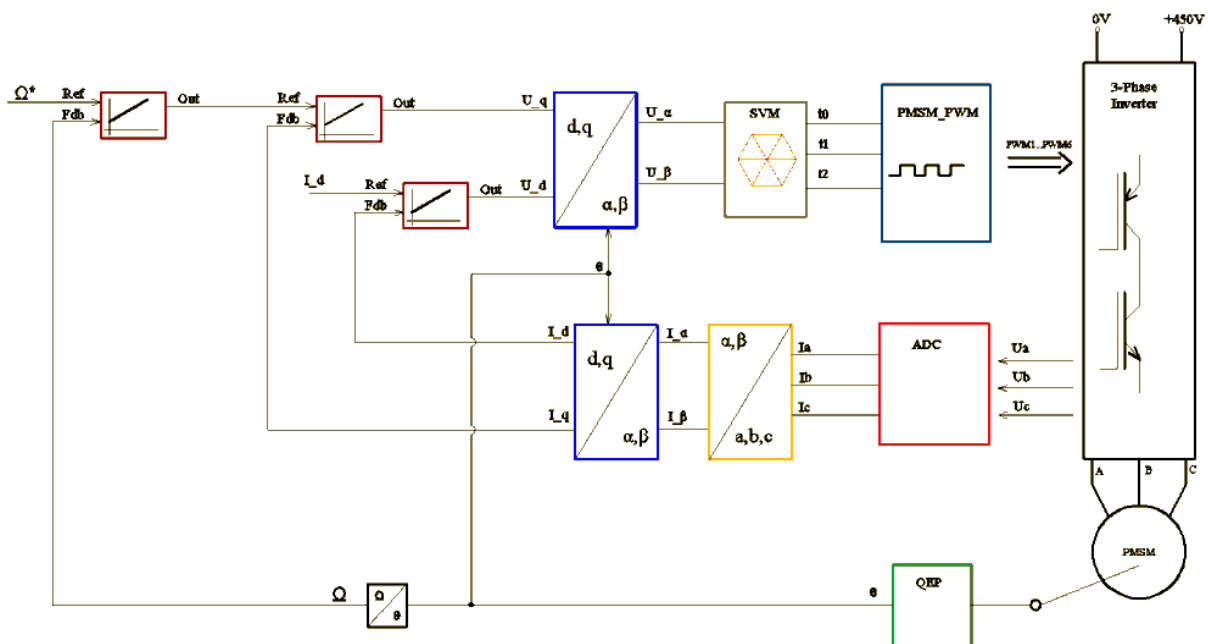 0V +450V
Ω* Ref Fdb Out
Ref Fdb Out
U_q
d,q
α,β
U_α
U_β
SVM
t0
t1
t2
PMSM_PWM
PWM1...PWM6
3-Phase
Inverter
I_d Ref Fdb Out
U_d
θ
I_d
I_q
d,q
α,β
I_α
I_β
α,β
a,b,c
Ia
Ib
Ic
ADC
Ua
Ub
Uc
A B C
PMSM
Ω
Ω
θ
θ
QEP